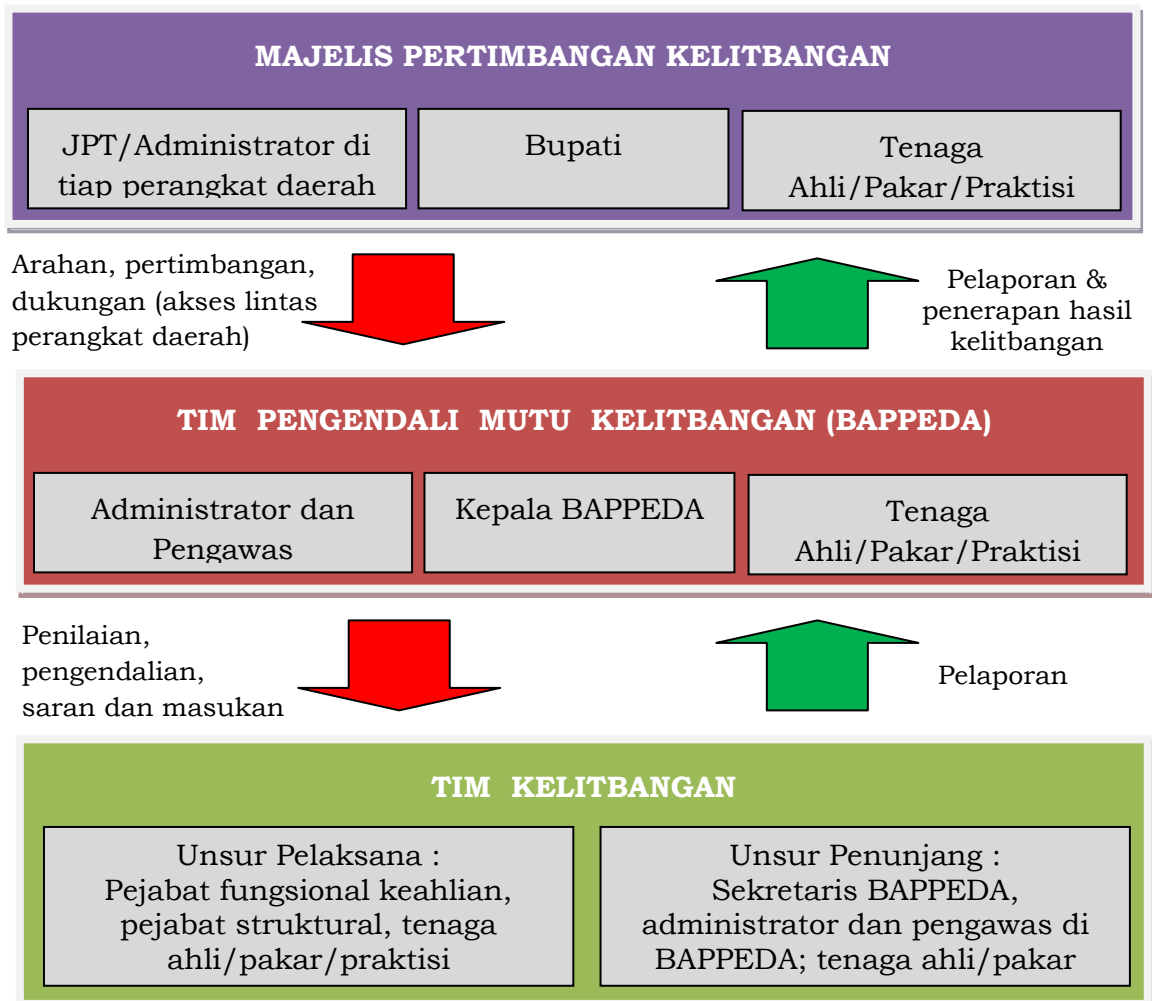 MAJELIS PERTIMBANGAN KELITBANGAN
JPT/Administrator di
tiap perangkat daerah
Bupati
Tenaga
Ahli/Pakar/Praktisi
Arahan, pertimbangan,
dukungan (akses lintas
perangkat daerah)
Pelaporan &
penerapan hasil
kelitbangan
TIM PENGENDALI MUTU KELITBANGAN (BAPPEDA)
Administrator dan
Pengawas
Kepala BAPPEDA
Tenaga
Ahli/Pakar/Praktisi
Penilaian,
pengendalian,
saran dan masukan
Pelaporan
TIM KELITBANGAN
Unsur Pelaksana :
Pejabat fungsional keahlian,
pejabat struktural, tenaga
ahli/pakar/praktisi
Unsur Penunjang :
Sekretaris BAPPEDA,
administrator dan pengawas di
BAPPEDA; tenaga ahli/pakar